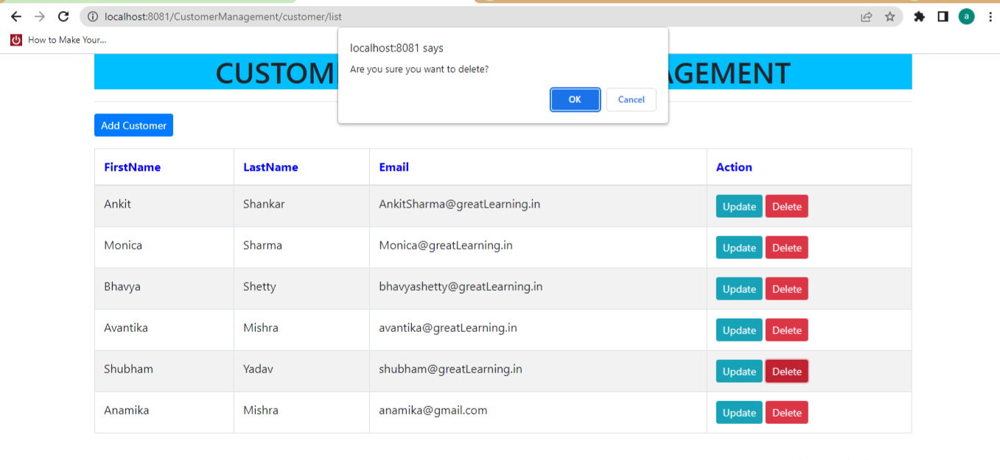 localhost:8081/CustomerManagement/customer/list
a
How to Make Your...
localhost:8081 says
Are you sure you want to delete?
OK Cancel
Add Customer
FirstName LastName Email Action
Ankit Shankar AnkitSharma@greatLearning.in Update Delete
Monica Sharma Monica@greatLearning.in Update Delete
Bhavya Shetty bhavyashetty@greatLearning.in Update Delete
Avantika Mishra avantika@greatLearning.in Update Delete
Shubham Yadav shubham@greatLearning.in Update Delete
Anamika Mishra anamika@gmail.com Update Delete